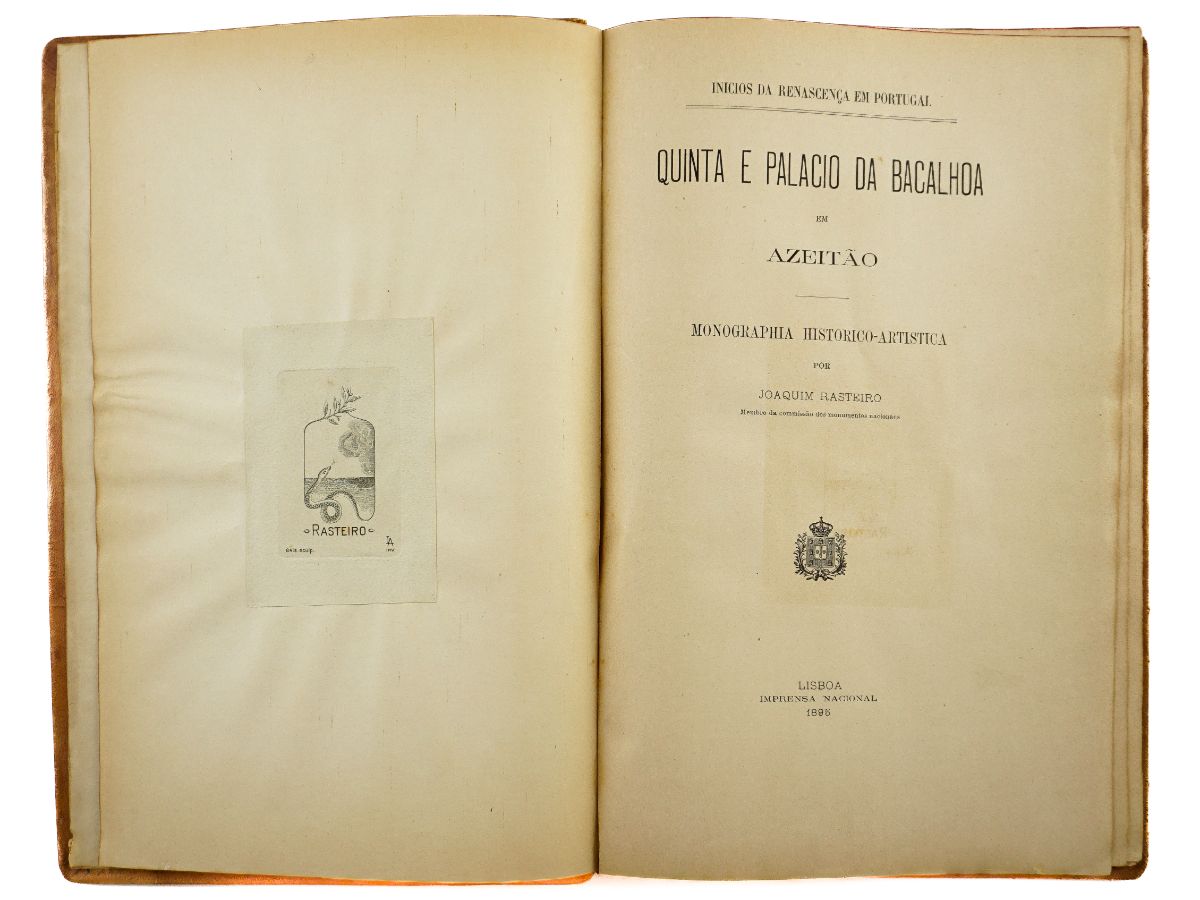 RASTEIRO
INICIOS DA RENASCENÇA EM PORTUGAL
QUINTA E PALACIO DA BACALHOA
EM
AZEITÃO
MONOGRAPHIA HISTORICO-ARTISTICA
POR
JOAQUIM RASTEIRO
Membro da commissão dos monumentos nacionaes
LISBOA
IMPRENSA NACIONAL
1895